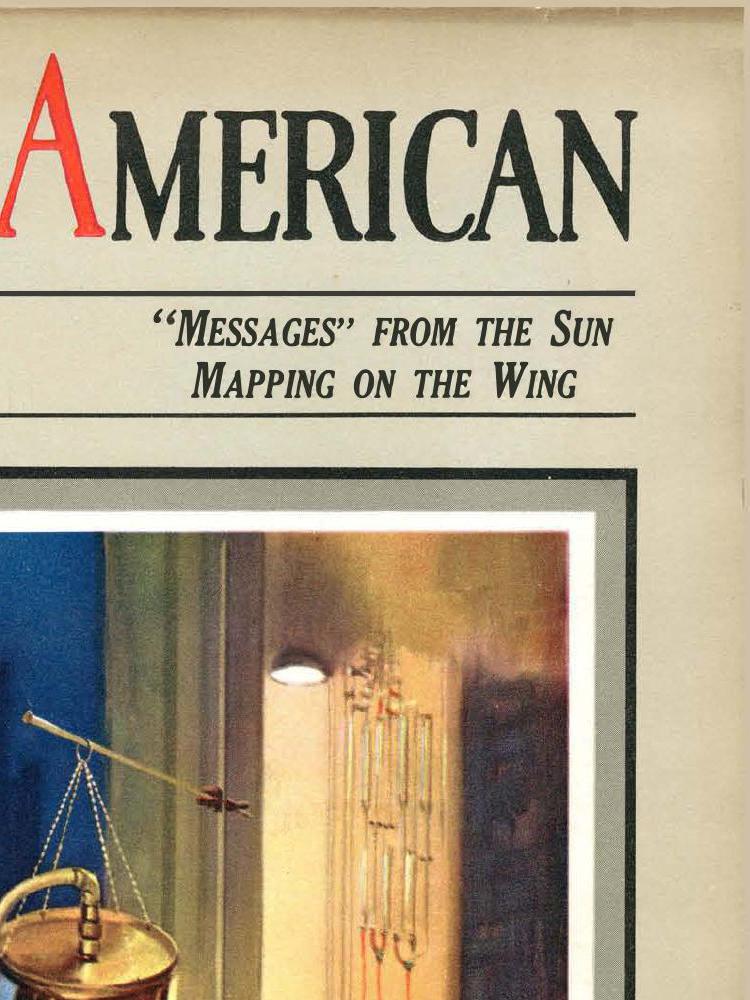 AMERICAN
“MESSAGES” FROM THE SUN
MAPPING ON THE WING